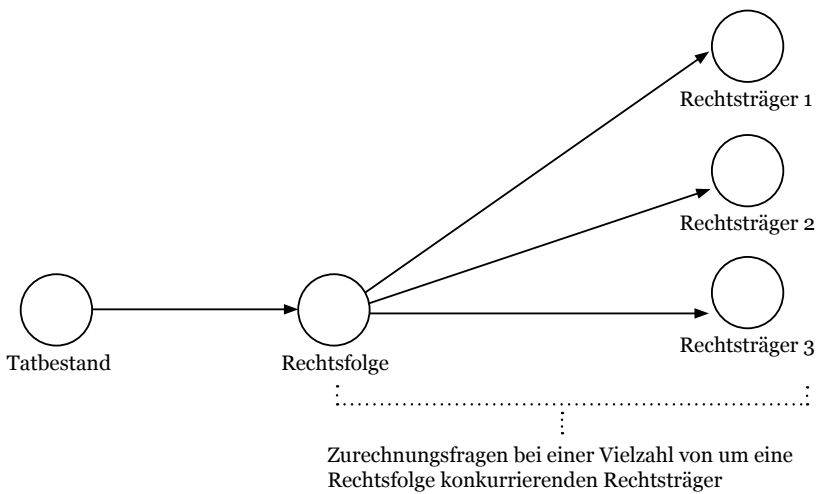 Rechtsträger 1
Rechtsträger 2
Rechtsträger 3
Tatbestand
Rechtsfolge
Zurechnungsfragen bei einer Vielzahl von um eine
Rechtsfolge konkurrierenden Rechtsträger